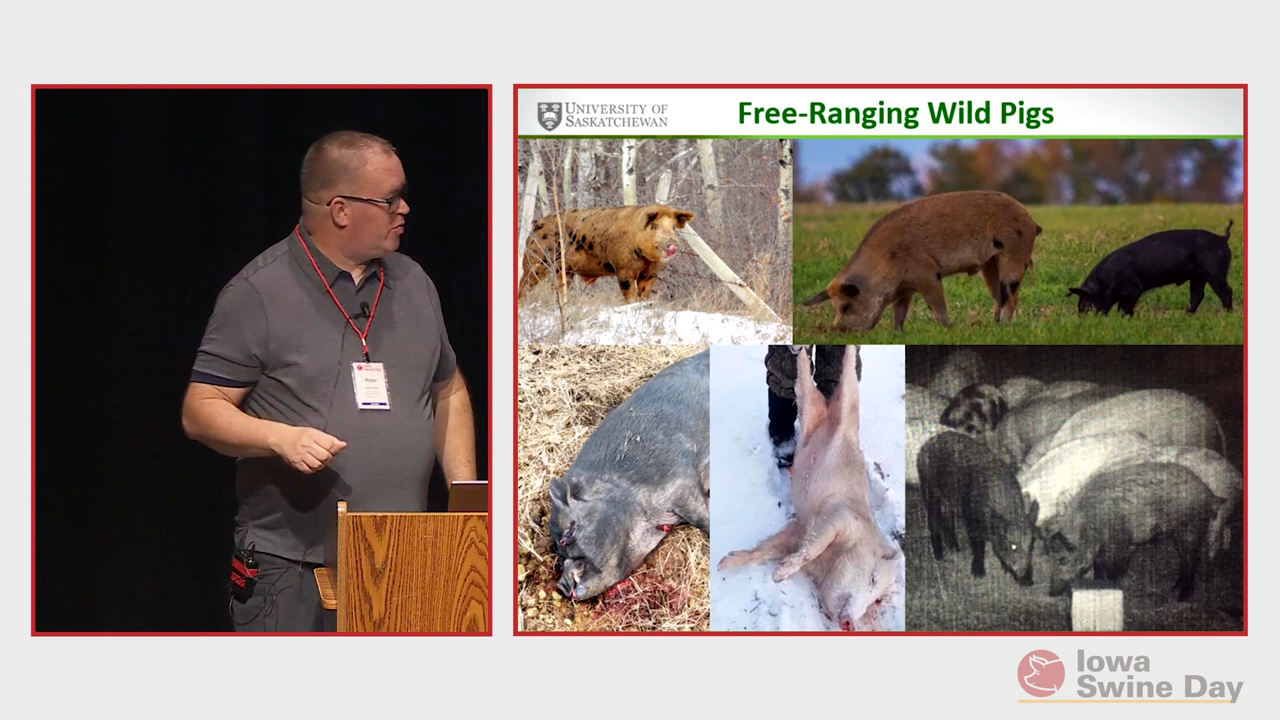 UNIVERSITY OF
SASKATCHEWAN
Free-Ranging Wild Pigs
Iowa
Swine Day